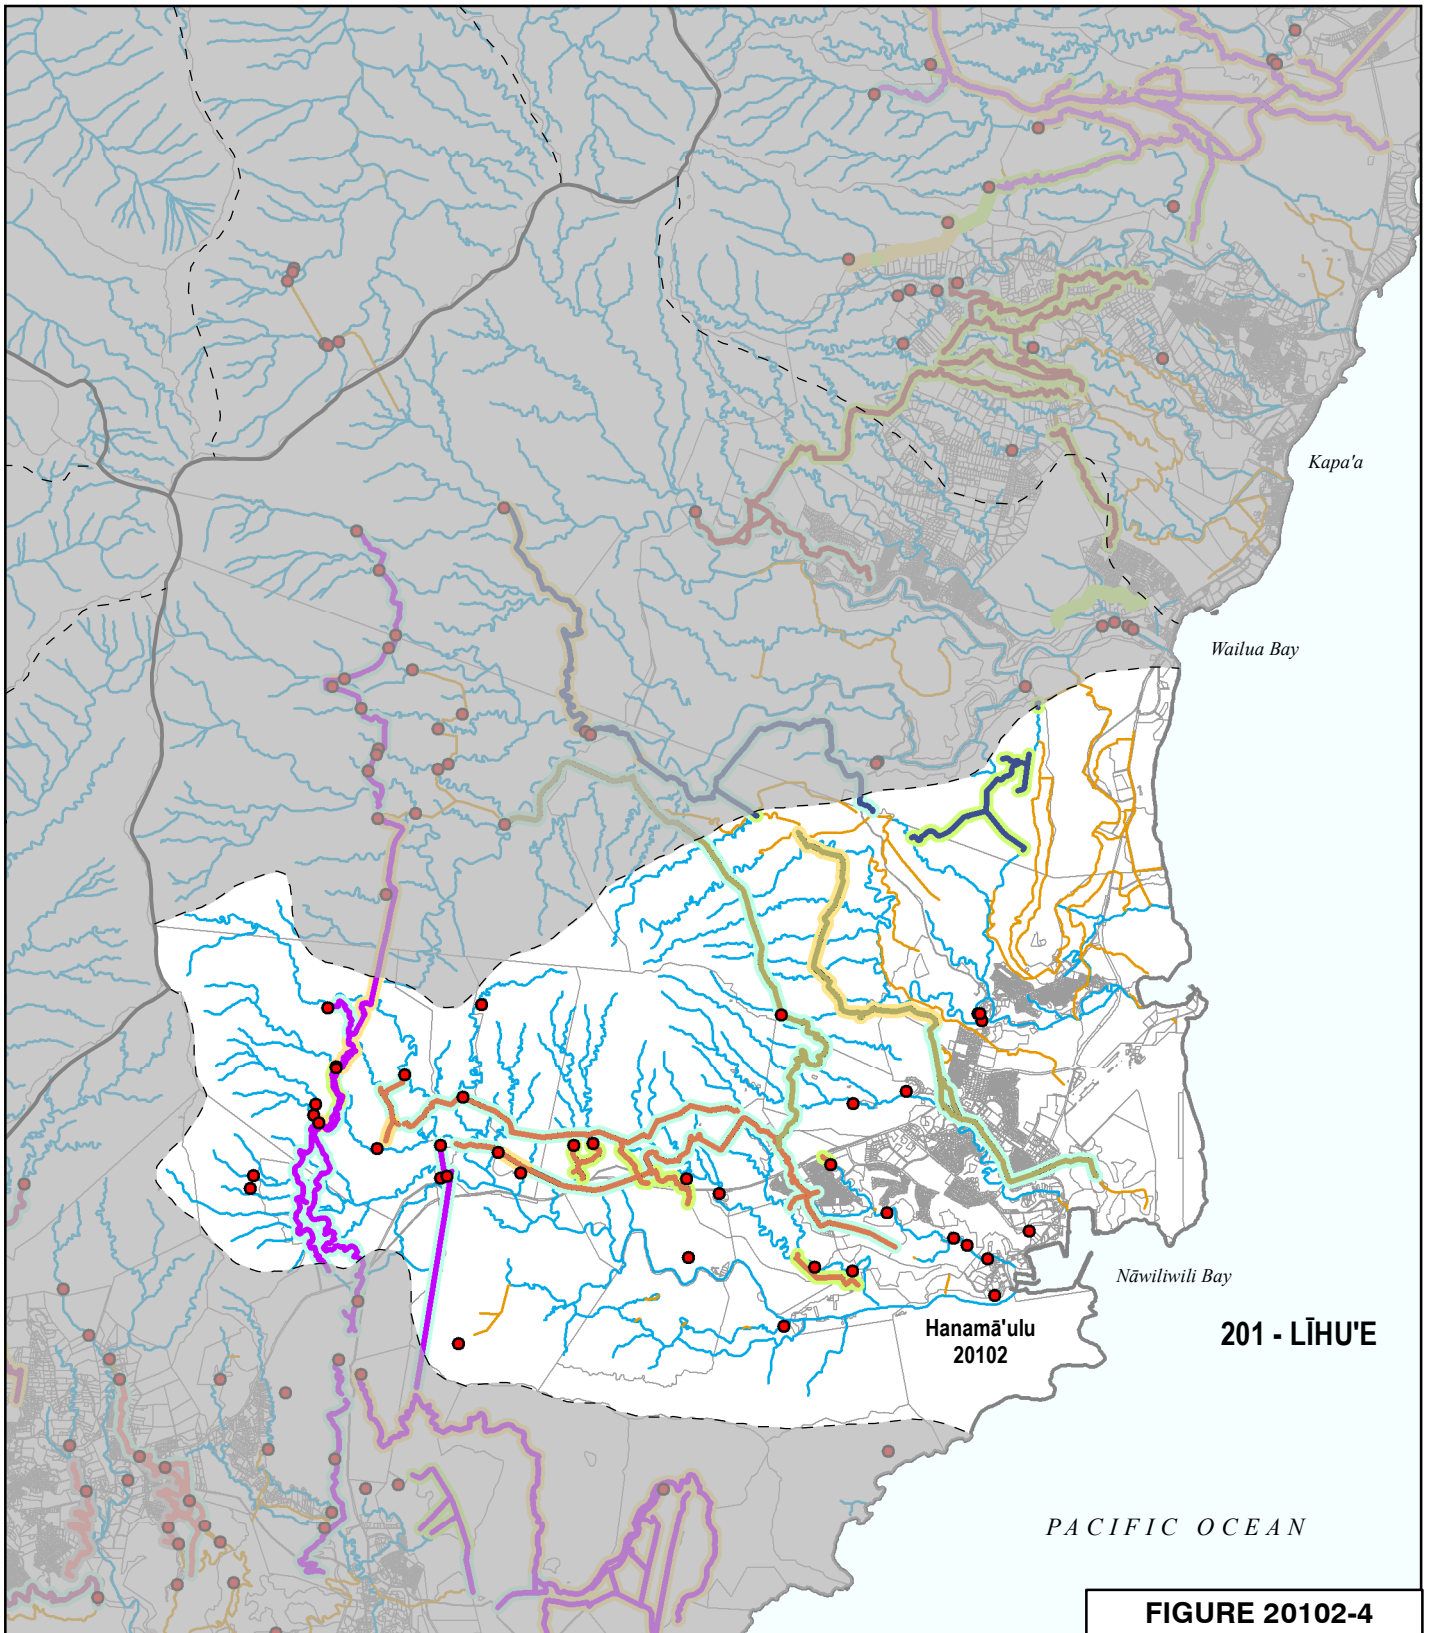 Kapa'a
Wailua Bay
Nāwiliwili Bay
Hanamā'ulu
20102
201 - LĪHU'E
PACIFIC OCEAN
FIGURE 20102-4